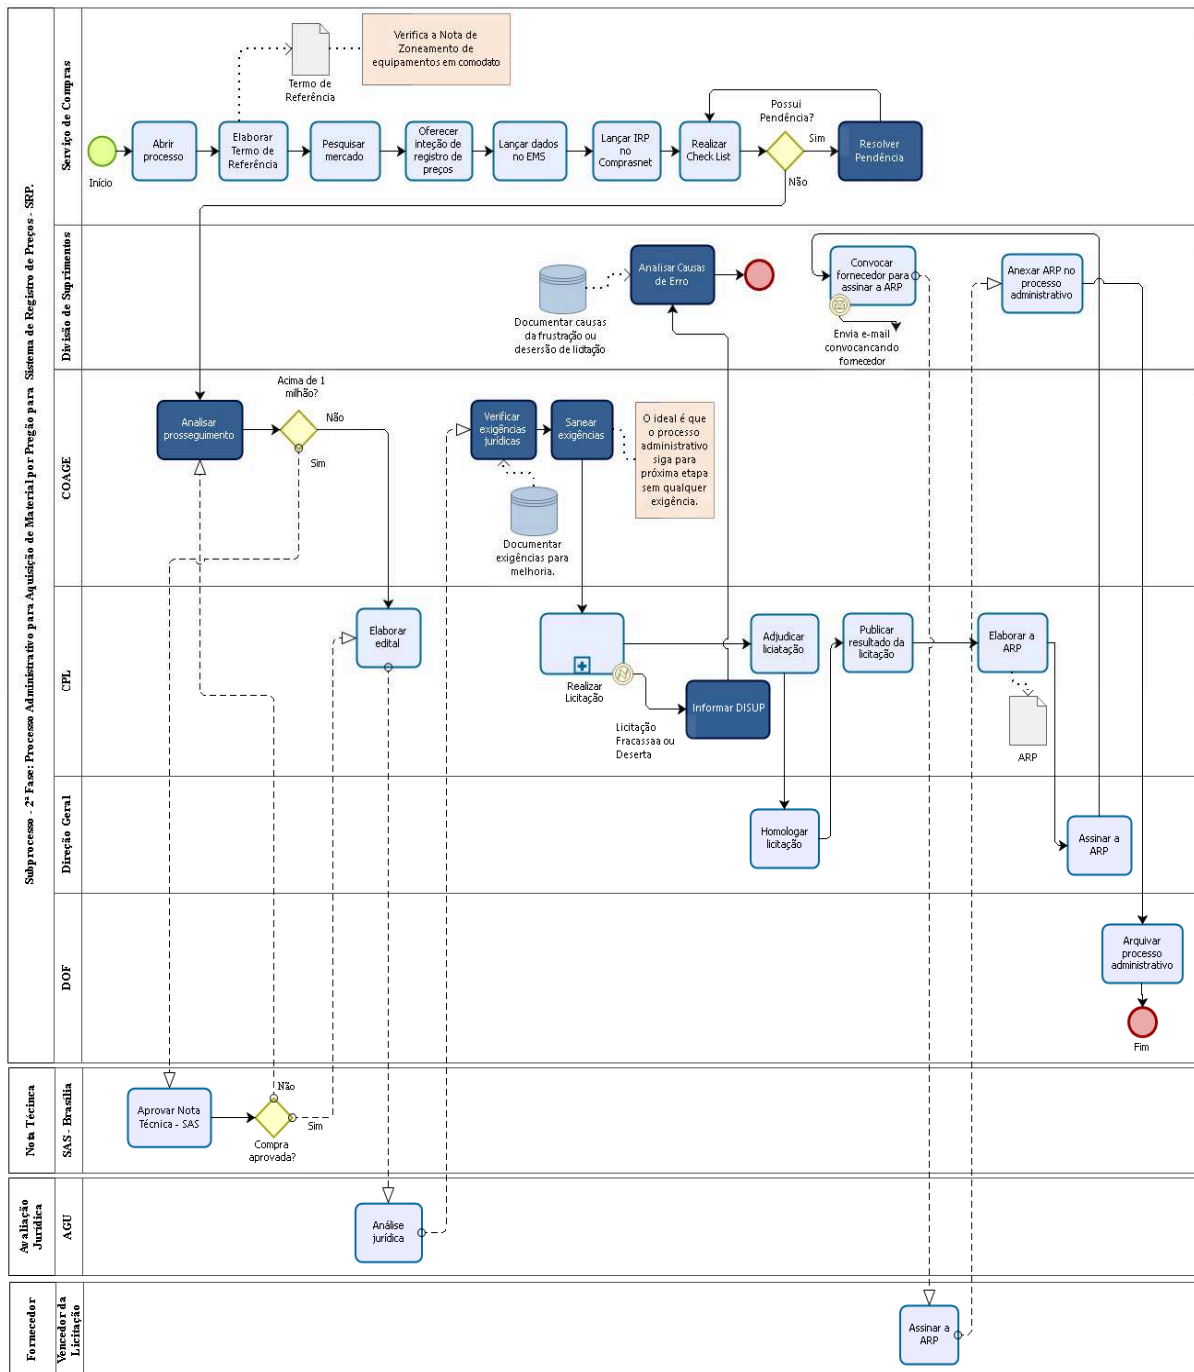 Subprocesso - 2ª Fase: Processo Administrativo para Aquisição de Material por Pregão para Sistema de Registro de Preços - SRP.
Serviço de Compras
Verifica a Nota de
Zoneamento de
equipamentos em comodato
Termo de
Referência
Início
Abrir
processo
Elaborar
Termo de
Referência
Pesquisar
mercado
Oferecer
inteção de
registro de
preços
Lançar dados
no EMS
Lançar IRP
no
Comprasnet
Realizar
Check List
Possui
Pendência?
Sim
Não
Resolver
Pendência
Divisão de Suprimentos
Documentar causas
da frustração ou
desersão de licitação
Analisar Causas
de Erro
Convocar
fornecedor para
assinar a ARP
Envia e-mail
convocancando
fornecedor
Anexar ARP no
processo
administrativo
COAGE
Analisar
prosseguimento
Acima de 1
milhão?
Não
Sim
Verificar
exigências
jurídicas
Sanear
exigências
O ideal é que
o processo
administrativo
siga para
próxima etapa
sem qualquer
exigência.
Documentar
exigências para
melhoria.
CPL
Elaborar
edital
Realizar
Licitação
Licitação
Fracassaa ou
Deserta
Informar DISUP
Adjudicar
liciatação
Publicar
resultado da
licitação
Elaborar a
ARP
ARP
Direção Geral
Homologar
licitação
Assinar a
ARP
DOF
Arquivar
processo
administrativo
Fim
Nota Técinca
SAS - Brasília
Aprovar Nota
Técnica - SAS
Não
Sim
Compra
aprovada?
Avaliação
Jurídica
AGU
Análise
jurídica
Fornecedor
Vencedor da
Licitação
Assinar a
ARP